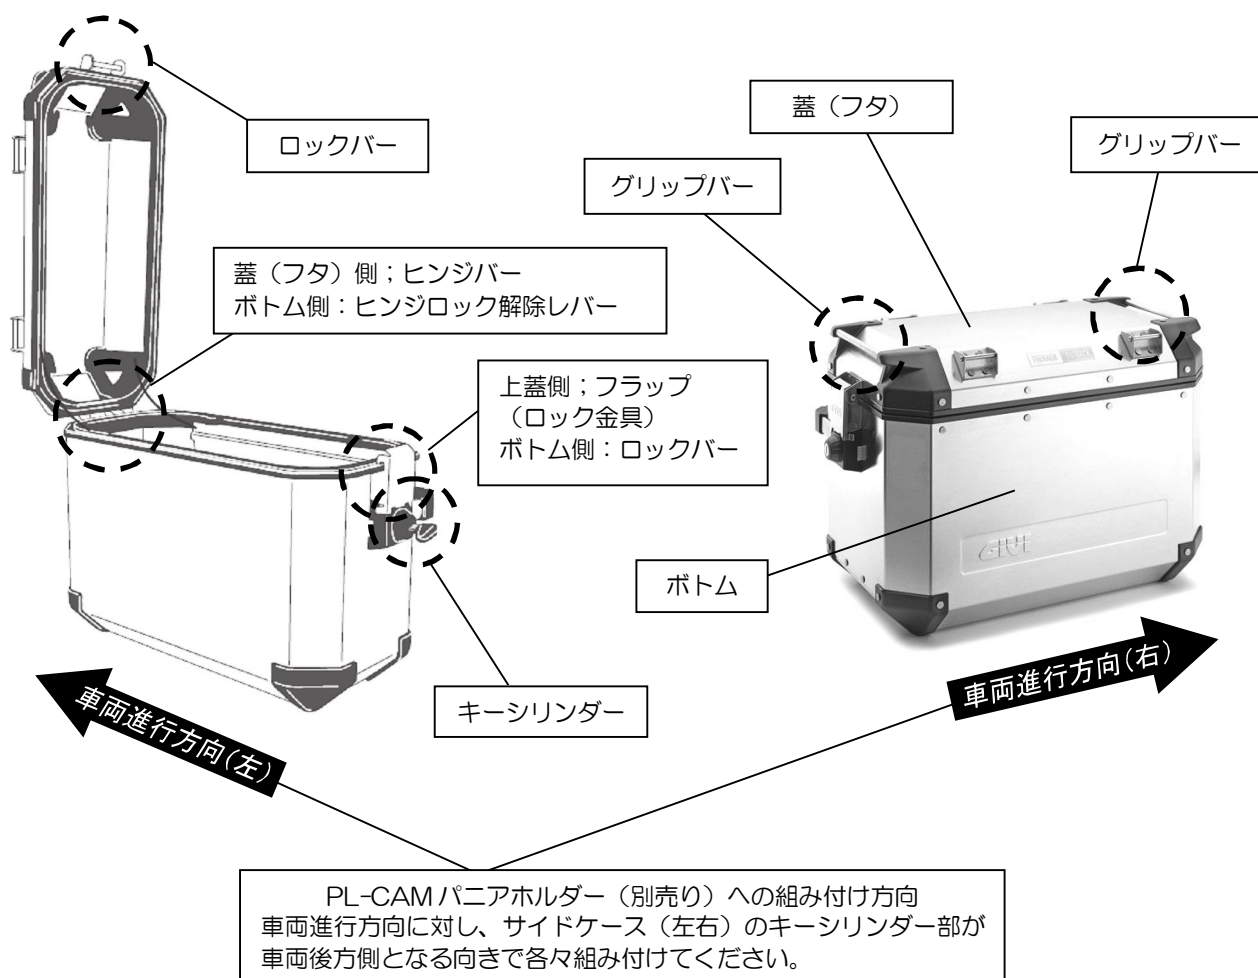 ロックバー
蓋（フタ）
グリップバー
グリップバー
蓋（フタ）側；ヒンジバー
ボトム側：ヒンジロック解除レバー
上蓋側；フラップ
（ロック金具）
ボトム側：ロックバー
GIVI
ボトム
キーシリンダー
車両進行方向(左)
車両進行方向(右)
PL-CAMパニアホルダー（別売り）への組み付け方向
車両進行方向に対し、サイドケース（左右）のキーシリンダー部が
車両後方側となる向きで各々組み付けてください。